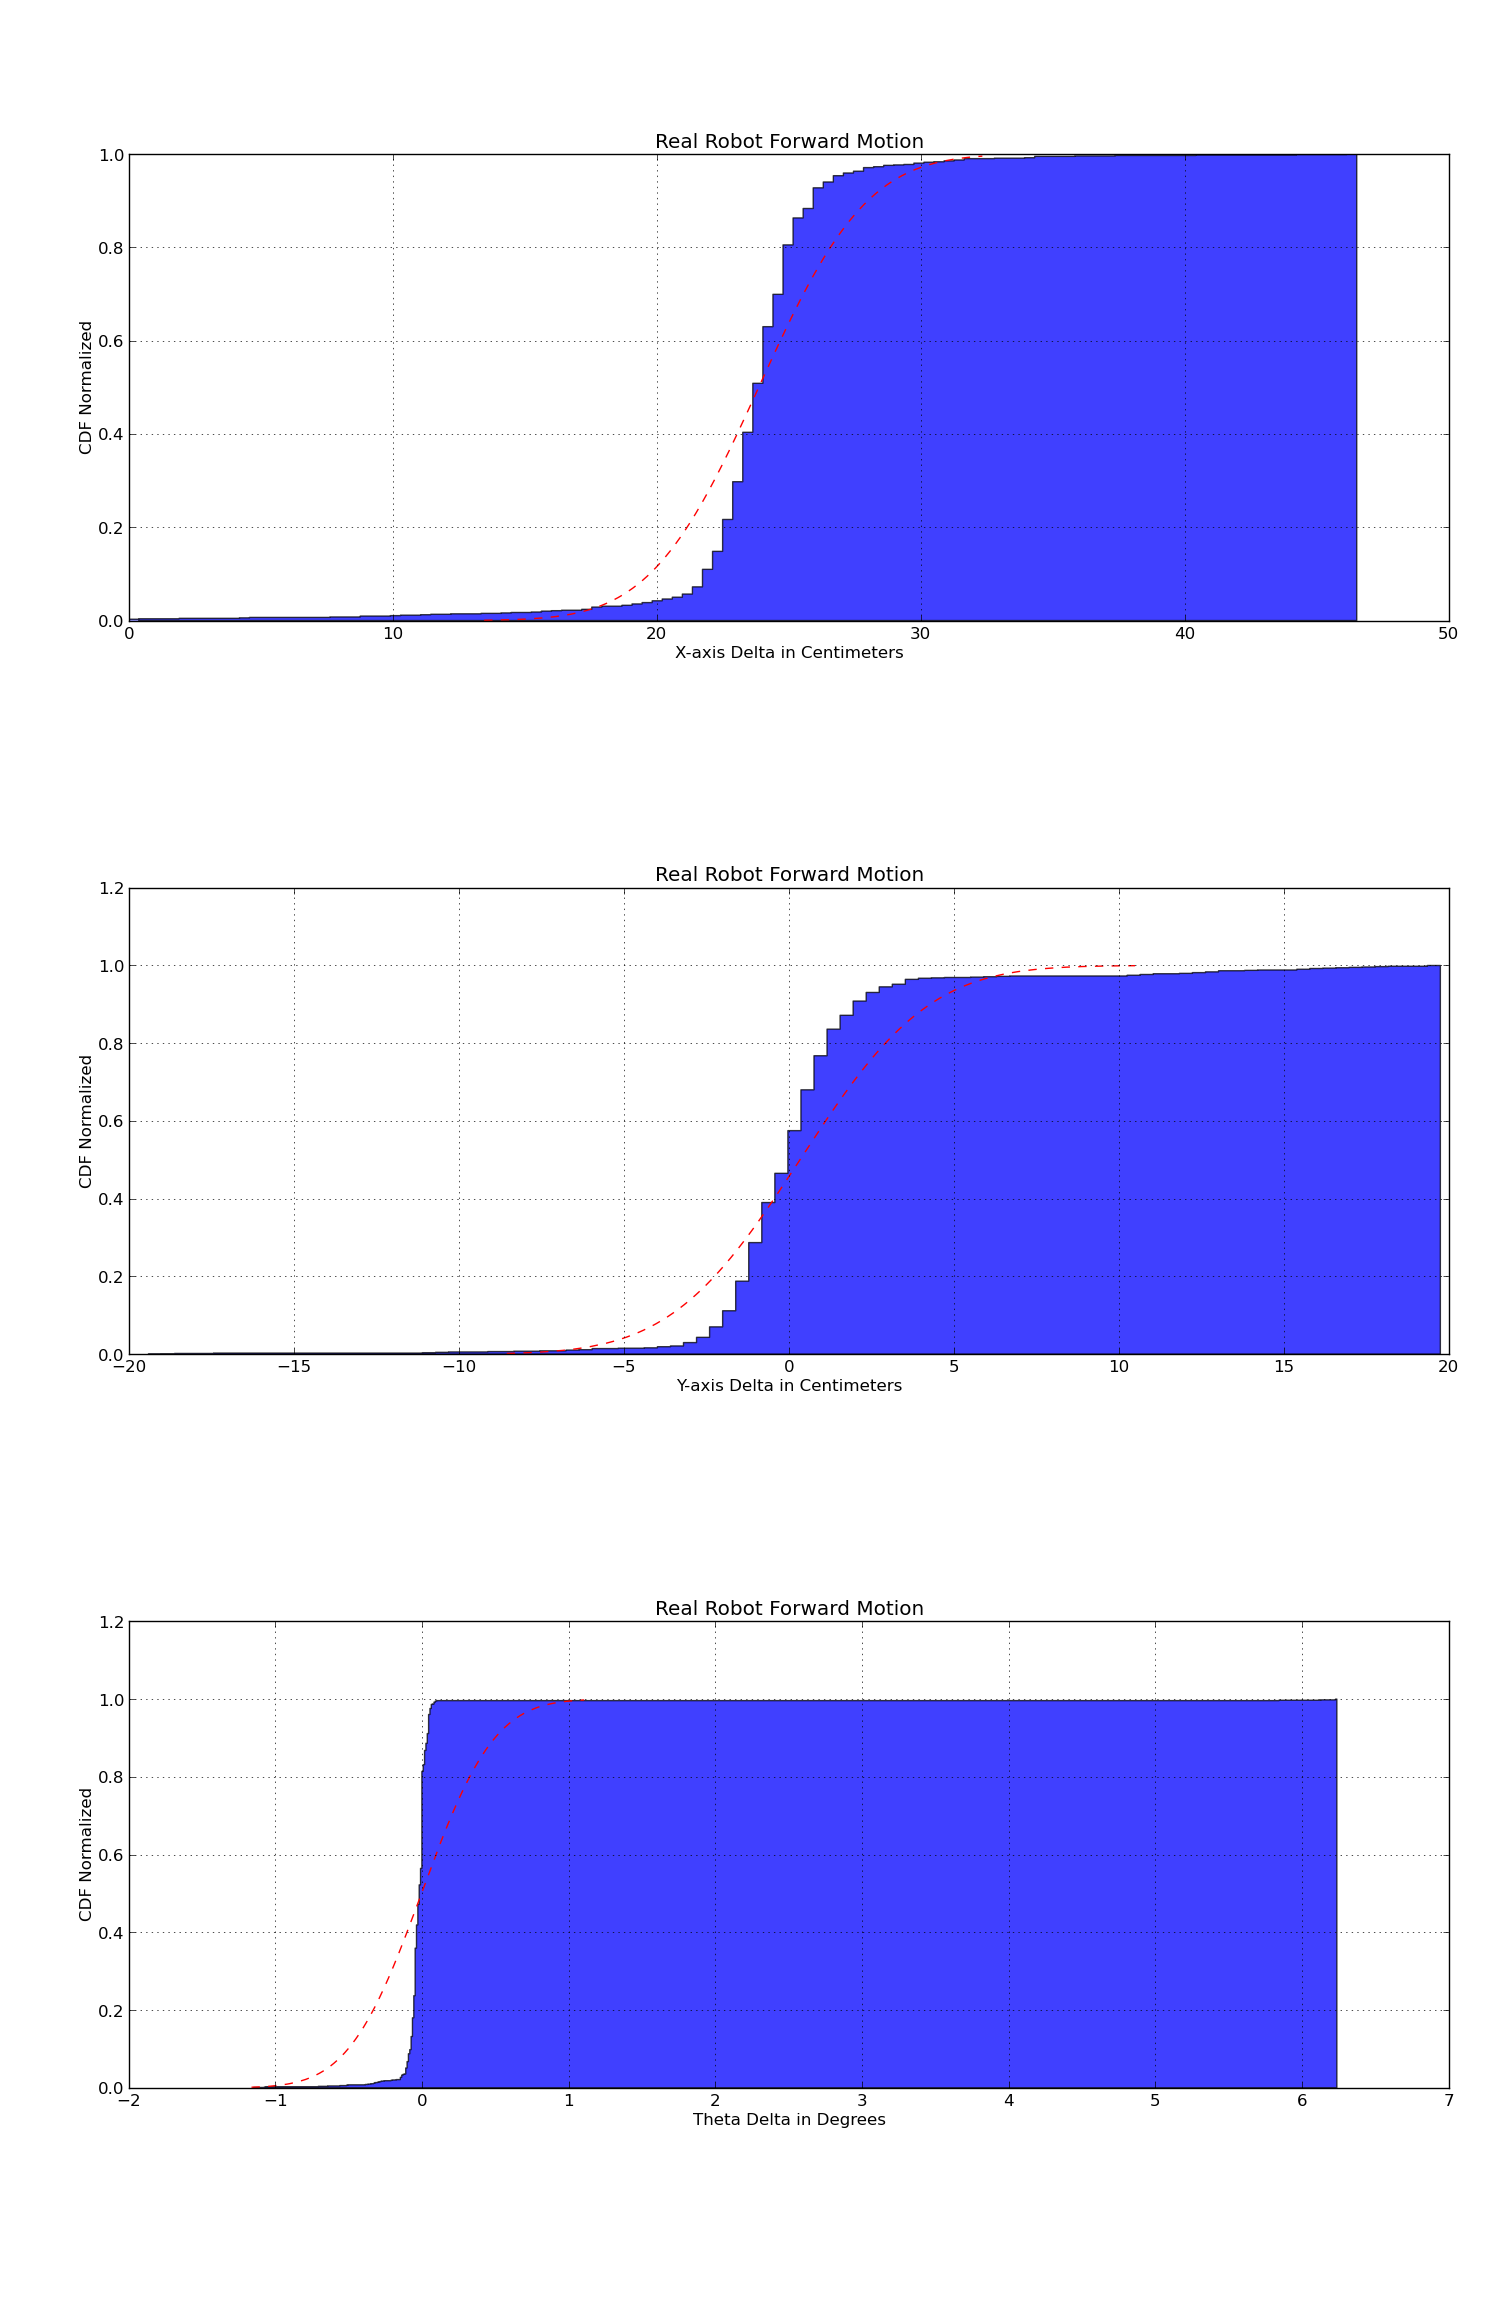 Real Robot Forward Motion
1.0
0.8
0.6
0.4
0.2
0.0
CDF Normalized
0 10 20 30 40 50
X-axis Delta in Centimeters
Real Robot Forward Motion
1.2
1.0
0.8
0.6
0.4
0.2
0.0
CDF Normalized
−20 −15 −10 −5 0 5 10 15 20
Y-axis Delta in Centimeters
Real Robot Forward Motion
1.2
1.0
0.8
0.6
0.4
0.2
0.0
CDF Normalized
−2 −1 0 1 2 3 4 5 6 7
Theta Delta in Degrees